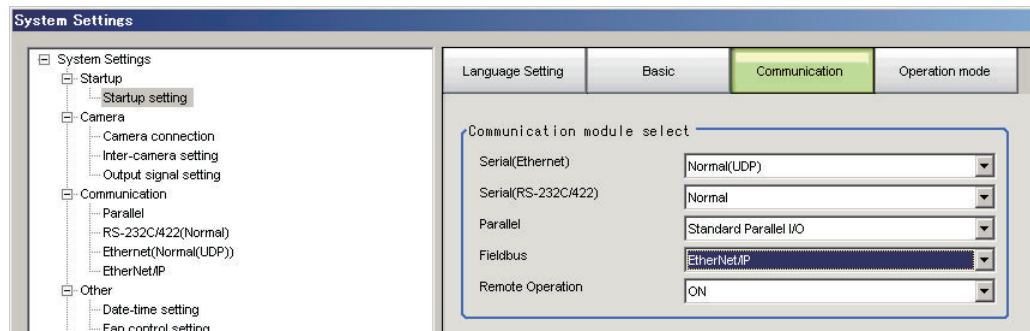 System Settings
System Settings
Startup
Startup setting
Camera
Camera connection
Inter-camera setting
Output signal setting
Communication
Parallel
RS-232C/422(Normal)
Ethernet(Normal(UDP))
EtherNet/IP
Other
Date-time setting
Fan control setting
Language Setting Basic Communication Operation mode
Communication module select
Serial(Ethernet) Normal(UDP)
Serial(RS-232C/422) Normal
Parallel Standard Parallel I/O
Fieldbus EtherNet/IP
Remote Operation ON